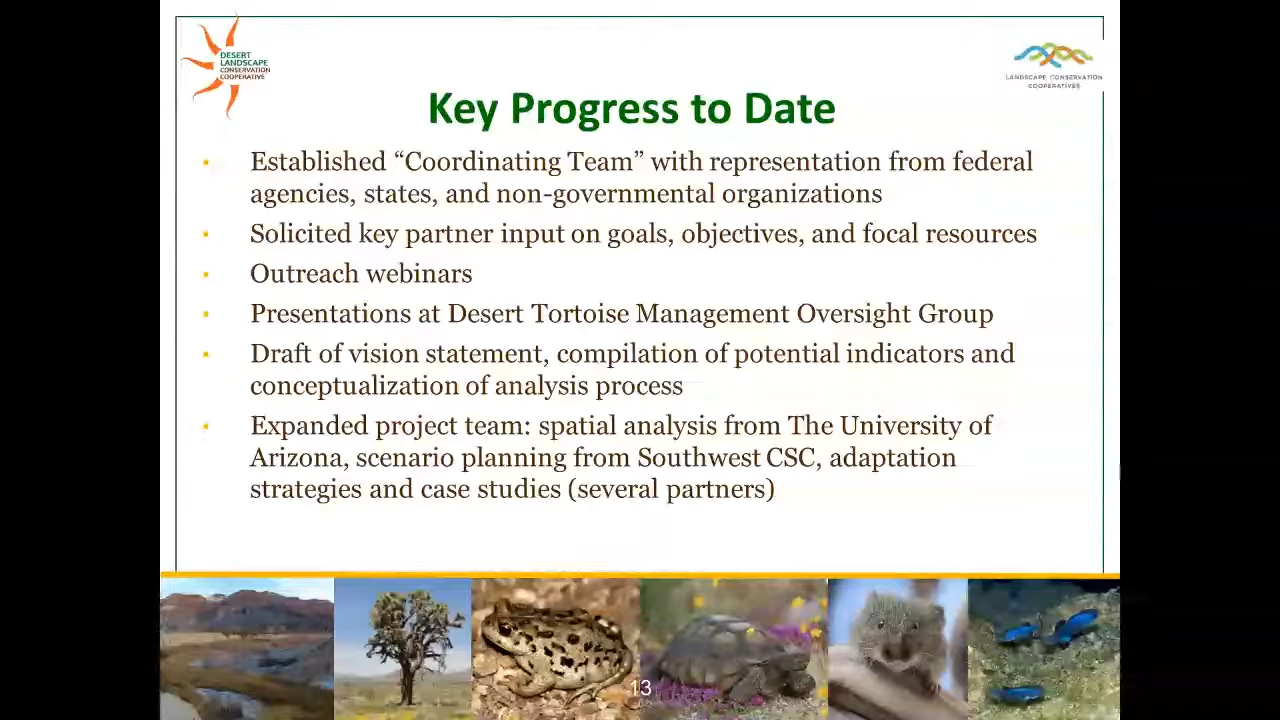 DESERT
LANDSCAPE
CONSERVATION
COOPERATIVE
LANDSCAPE CONSERVATION
COOPERATIVES
Key Progress to Date
Established “Coordinating Team” with representation from federal
agencies, states, and non-governmental organizations
Solicited key partner input on goals, objectives, and focal resources
Outreach webinars
Presentations at Desert Tortoise Management Oversight Group
Draft of vision statement, compilation of potential indicators and
conceptualization of analysis process
Expanded project team: spatial analysis from The University of
Arizona, scenario planning from Southwest CSC, adaptation
strategies and case studies (several partners)
13